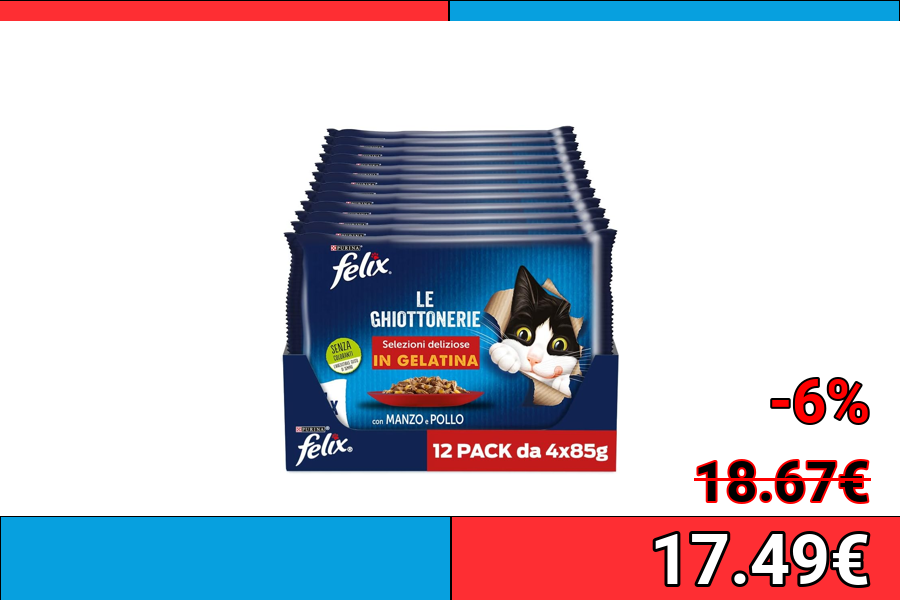 PURINA
felix
LE
GHIOTTONERIE
SENZA
COLORANTI
Selezioni deliziose
IN GELATINA
con MANZO e POLLO
PURINA
felix
12 PACK da 4x85g
-6%
18.67€
17.49€